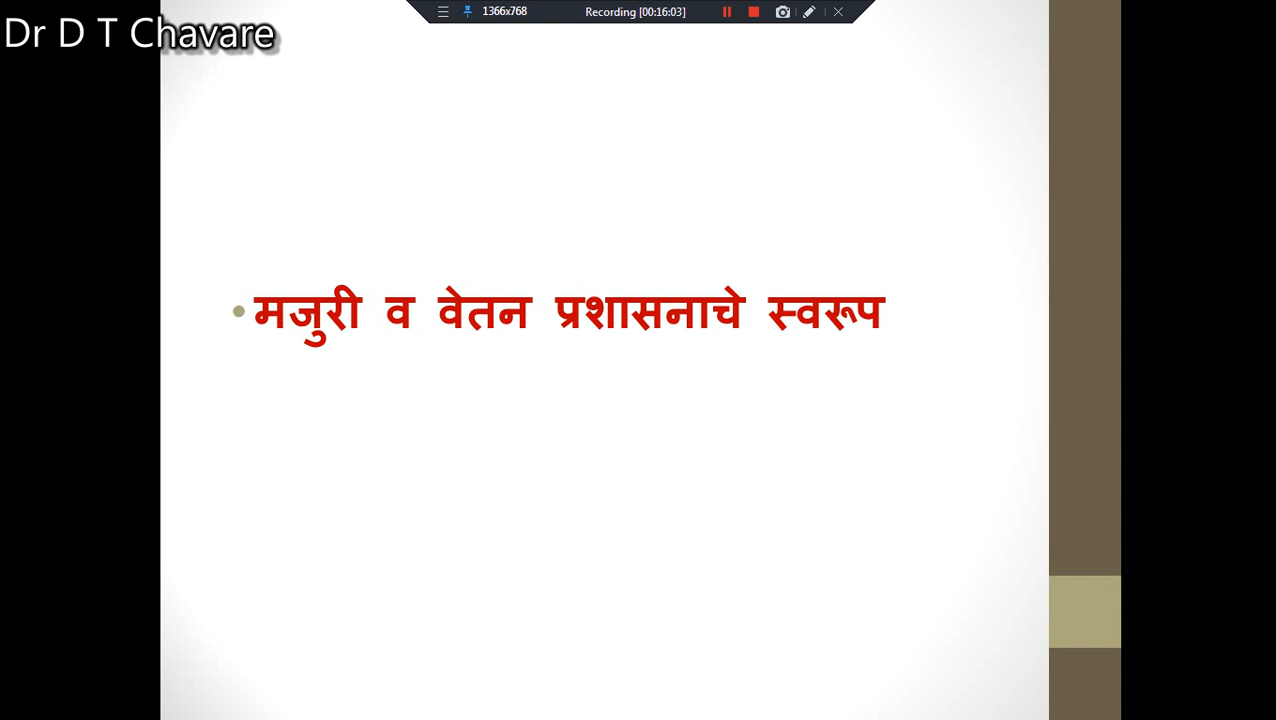 1366x768 Recording [00:16:03]
Dr D T Chavare
• मजुरी व वेतन प्रशासनाचे स्वरूप